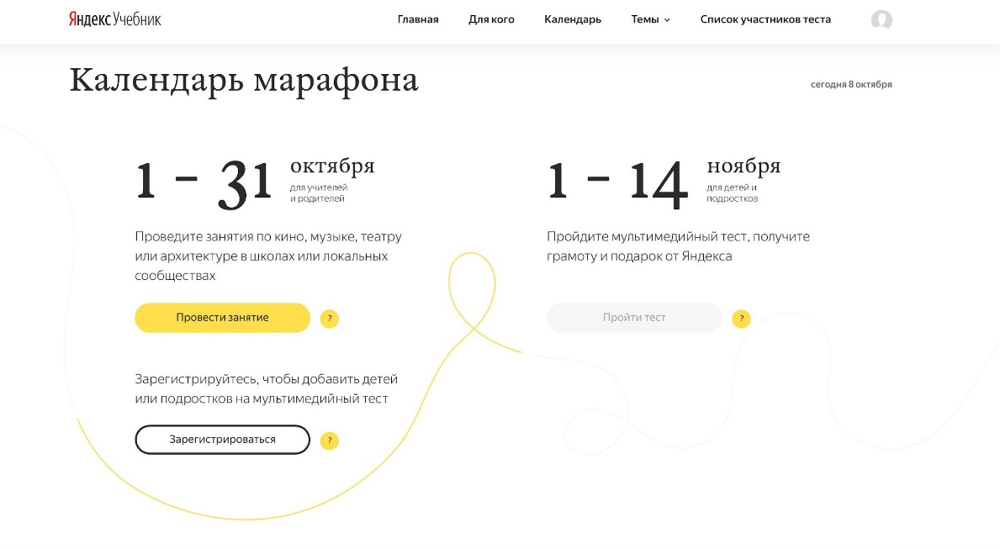 Яндекс Учебник
Главная
Для кого
Календарь
Темы
Список участников теста
Календарь марафона
сегодня 8 октября
1 – 31 октября
для учителей
и родителей
Проведите занятия по кино, музыке, театру
или архитектуре в школах или локальных
сообществах
Провести занятие
?
Зарегистрируйтесь, чтобы добавить детей
или подростков на мультимедийный тест
Зарегистрироваться
?
1 – 14 ноября
для детей и
подростков
Пройдите мультимедийный тест, получите
грамоту и подарок от Яндекса
Пройти тест
?